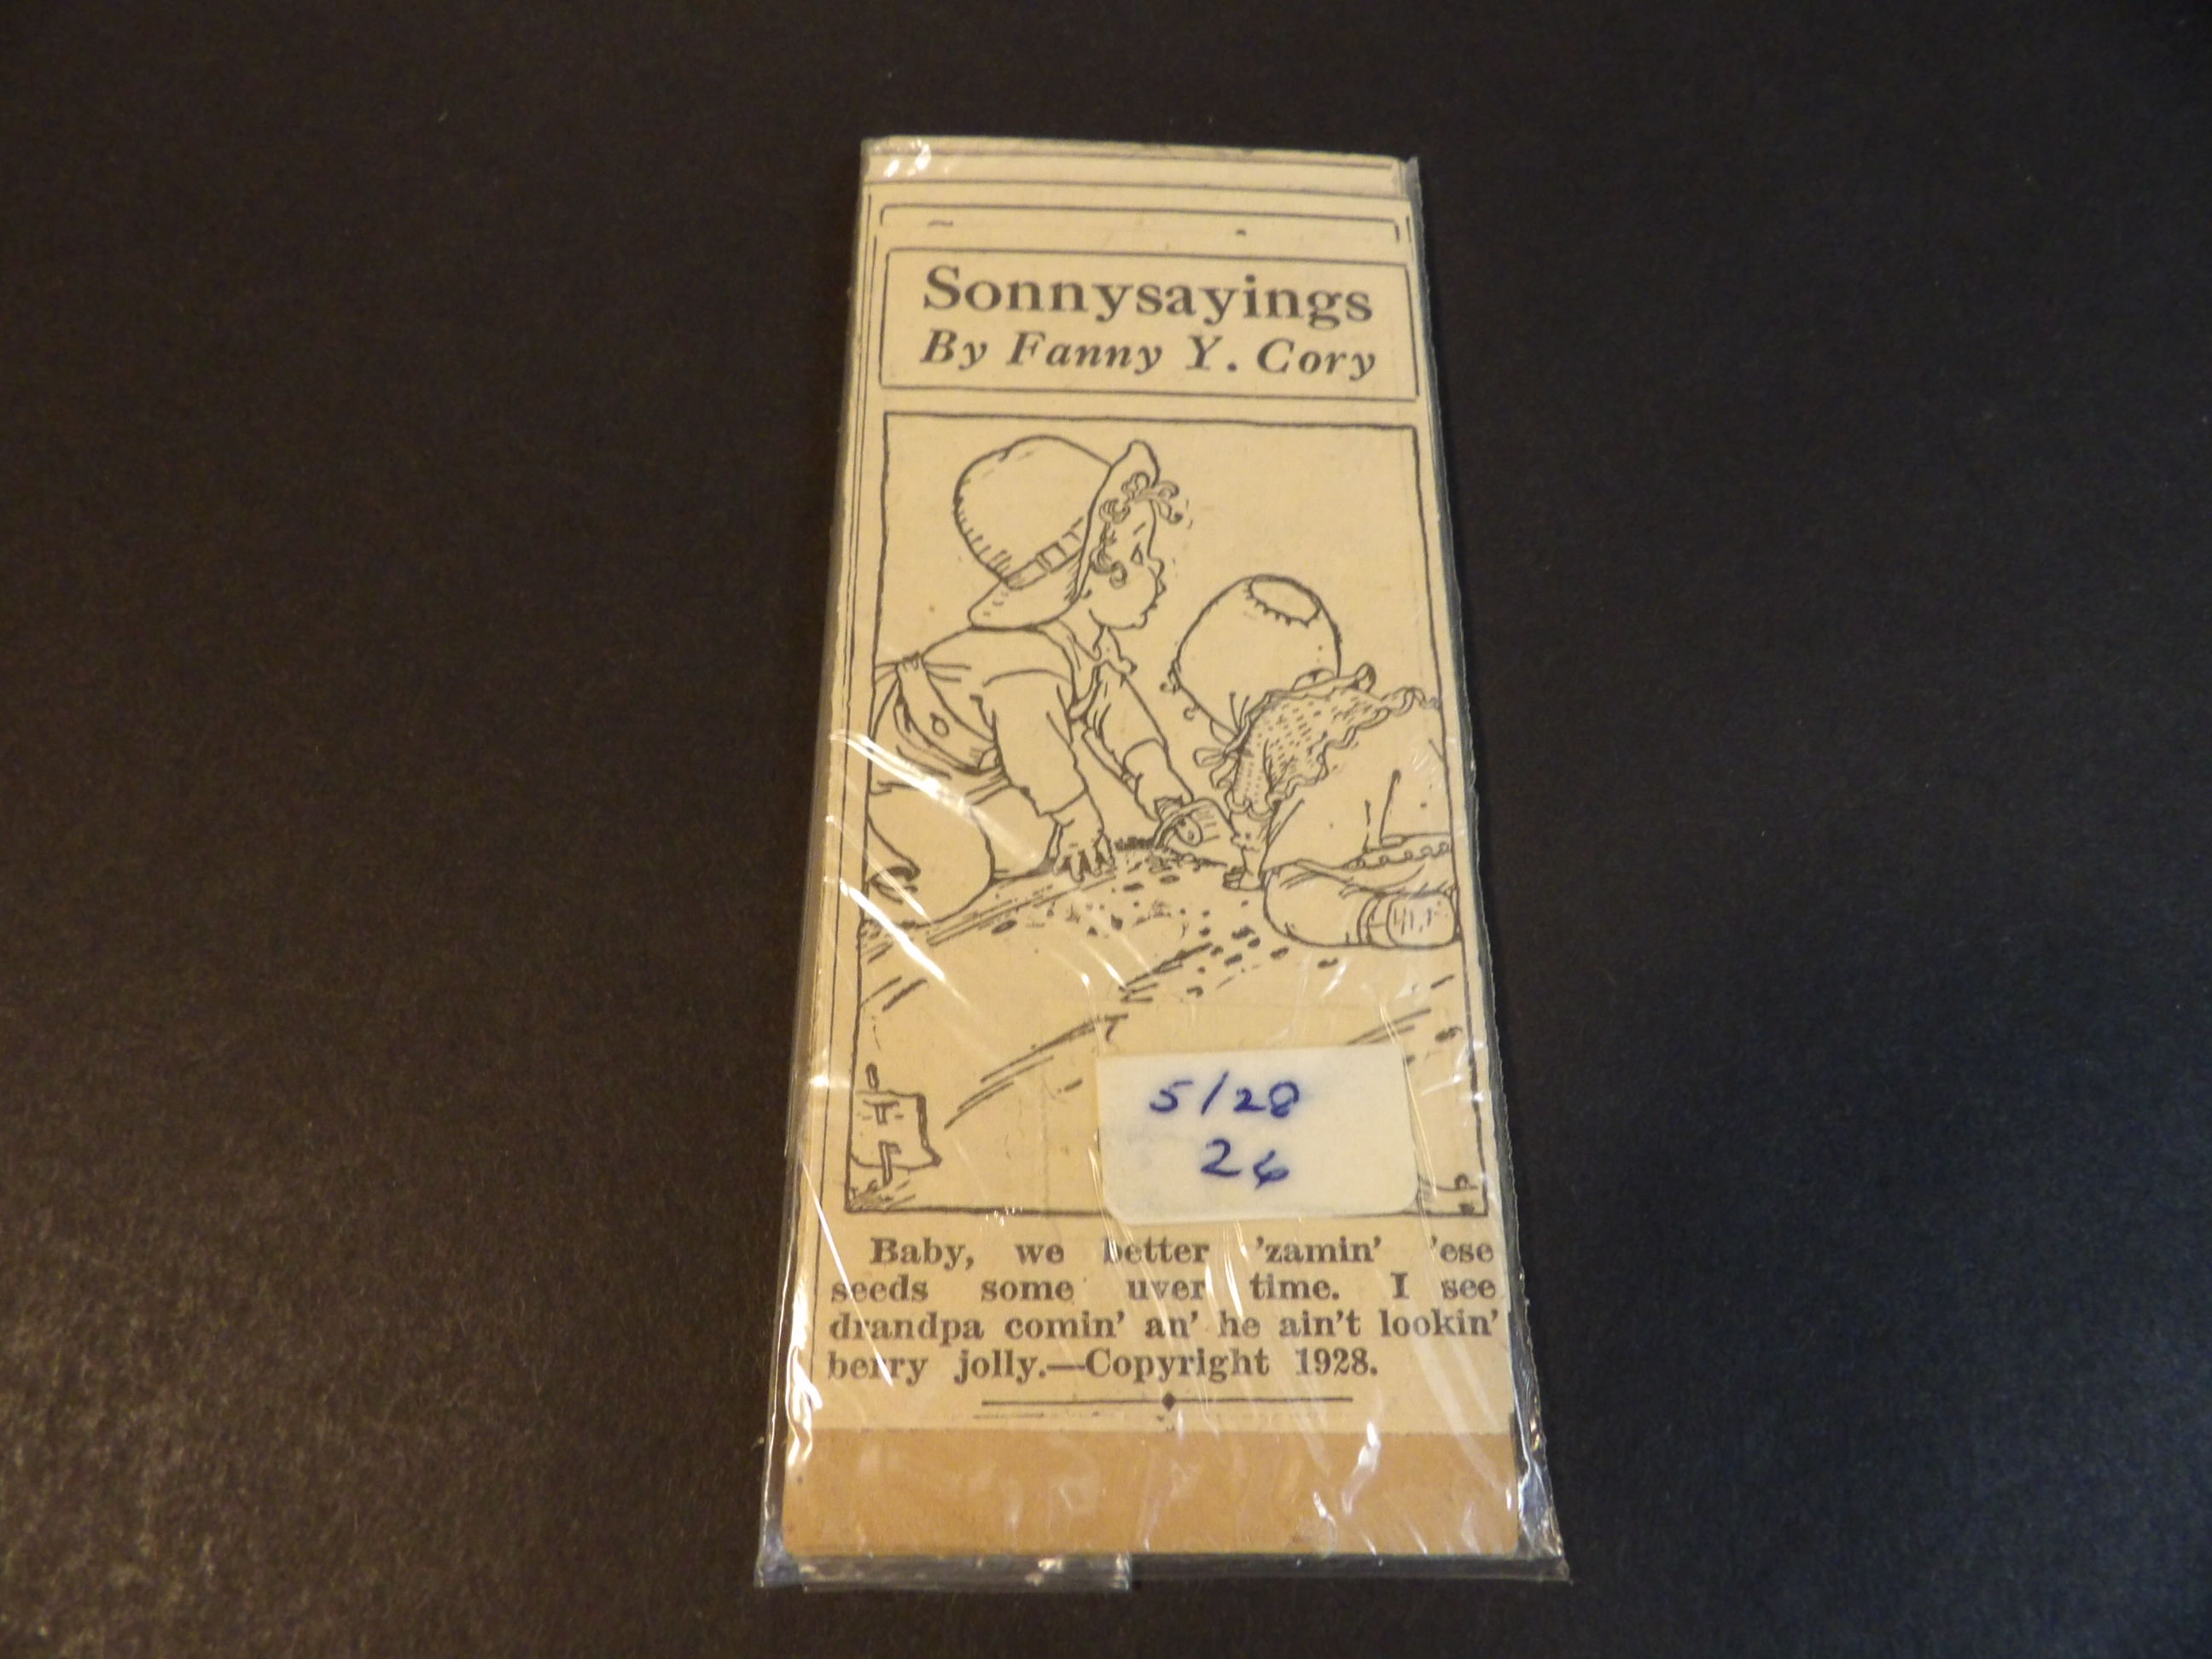 Sonnysayings
By Fanny Y. Cory
5/28
26
Baby, we better 'zamin' 'ese
seeds some uver time. I see
drandpa comin' an' he ain't lookin'
berry jolly.—Copyright 1928.